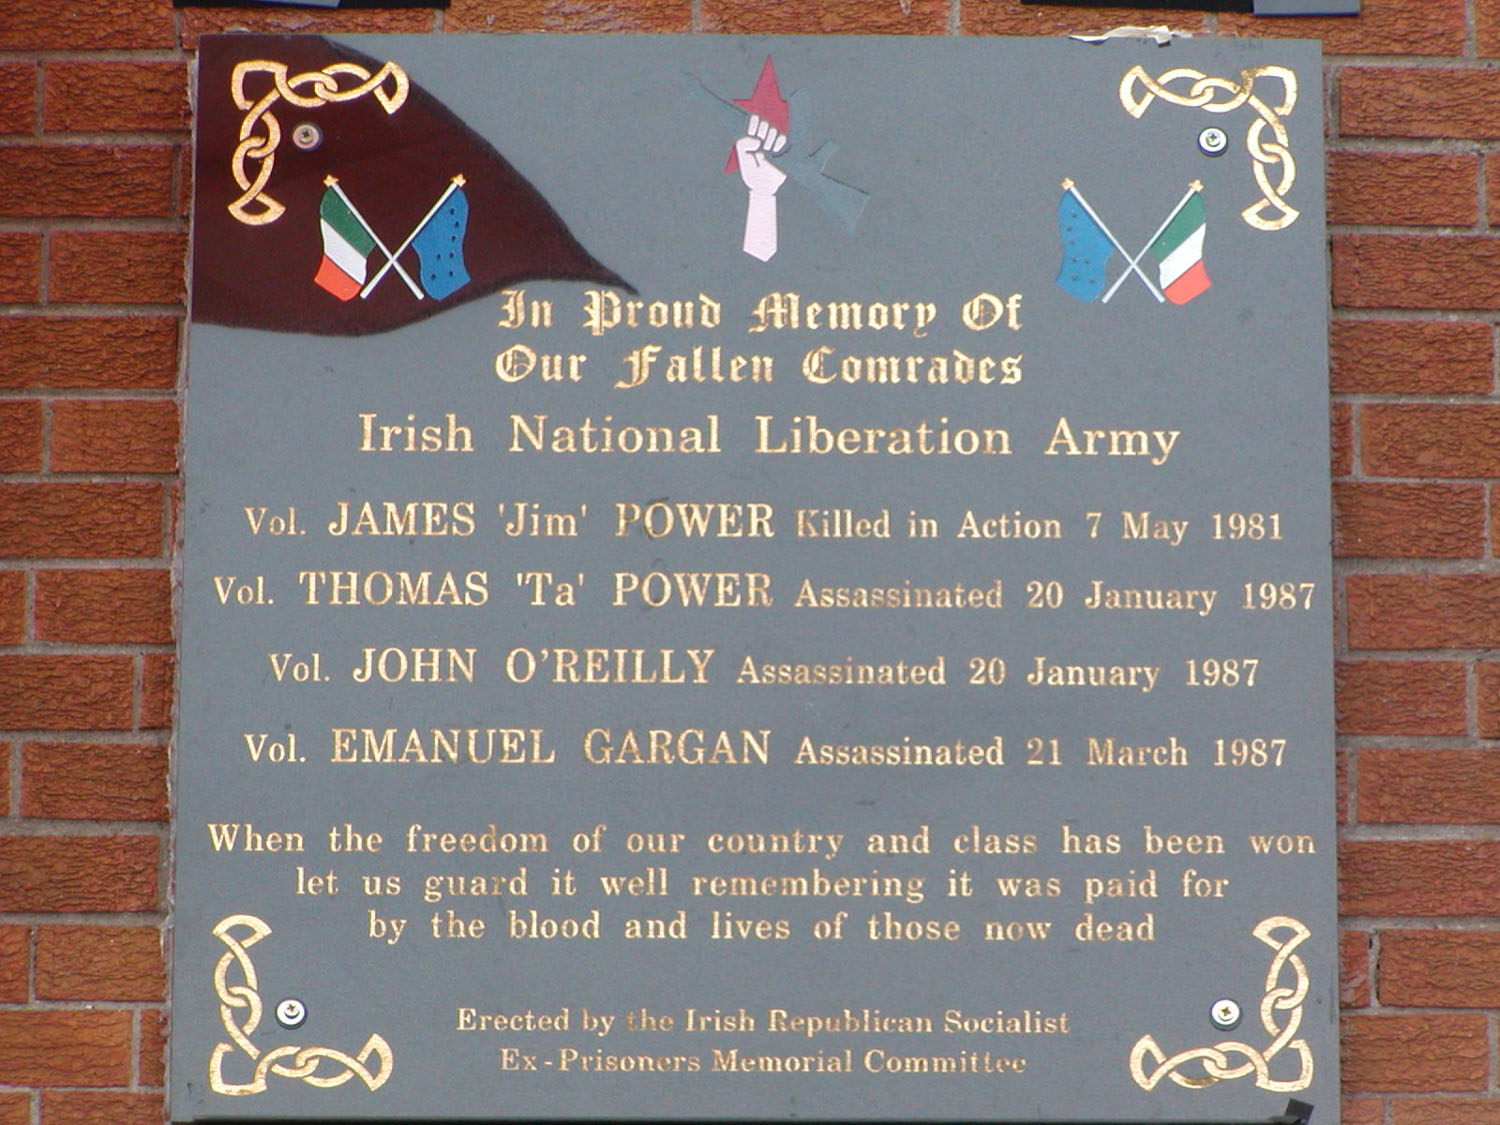 In Proud Memory Of
Our Fallen Comrades
Irish National Liberation Army
Vol. JAMES 'Jim' POWER Killed in Action 7 May 1981
Vol. THOMAS 'Ta' POWER Assassinated 20 January 1987
Vol. JOHN O'REILLY Assassinated 20 January 1987
Vol. EMANUEL GARGAN Assassinated 21 March 1987
When the freedom of our country and class has been won
let us guard it well remembering it was paid for
by the blood and lives of those now dead
Erected by the Irish Republican Socialist
Ex-Prisoners Memorial Committee